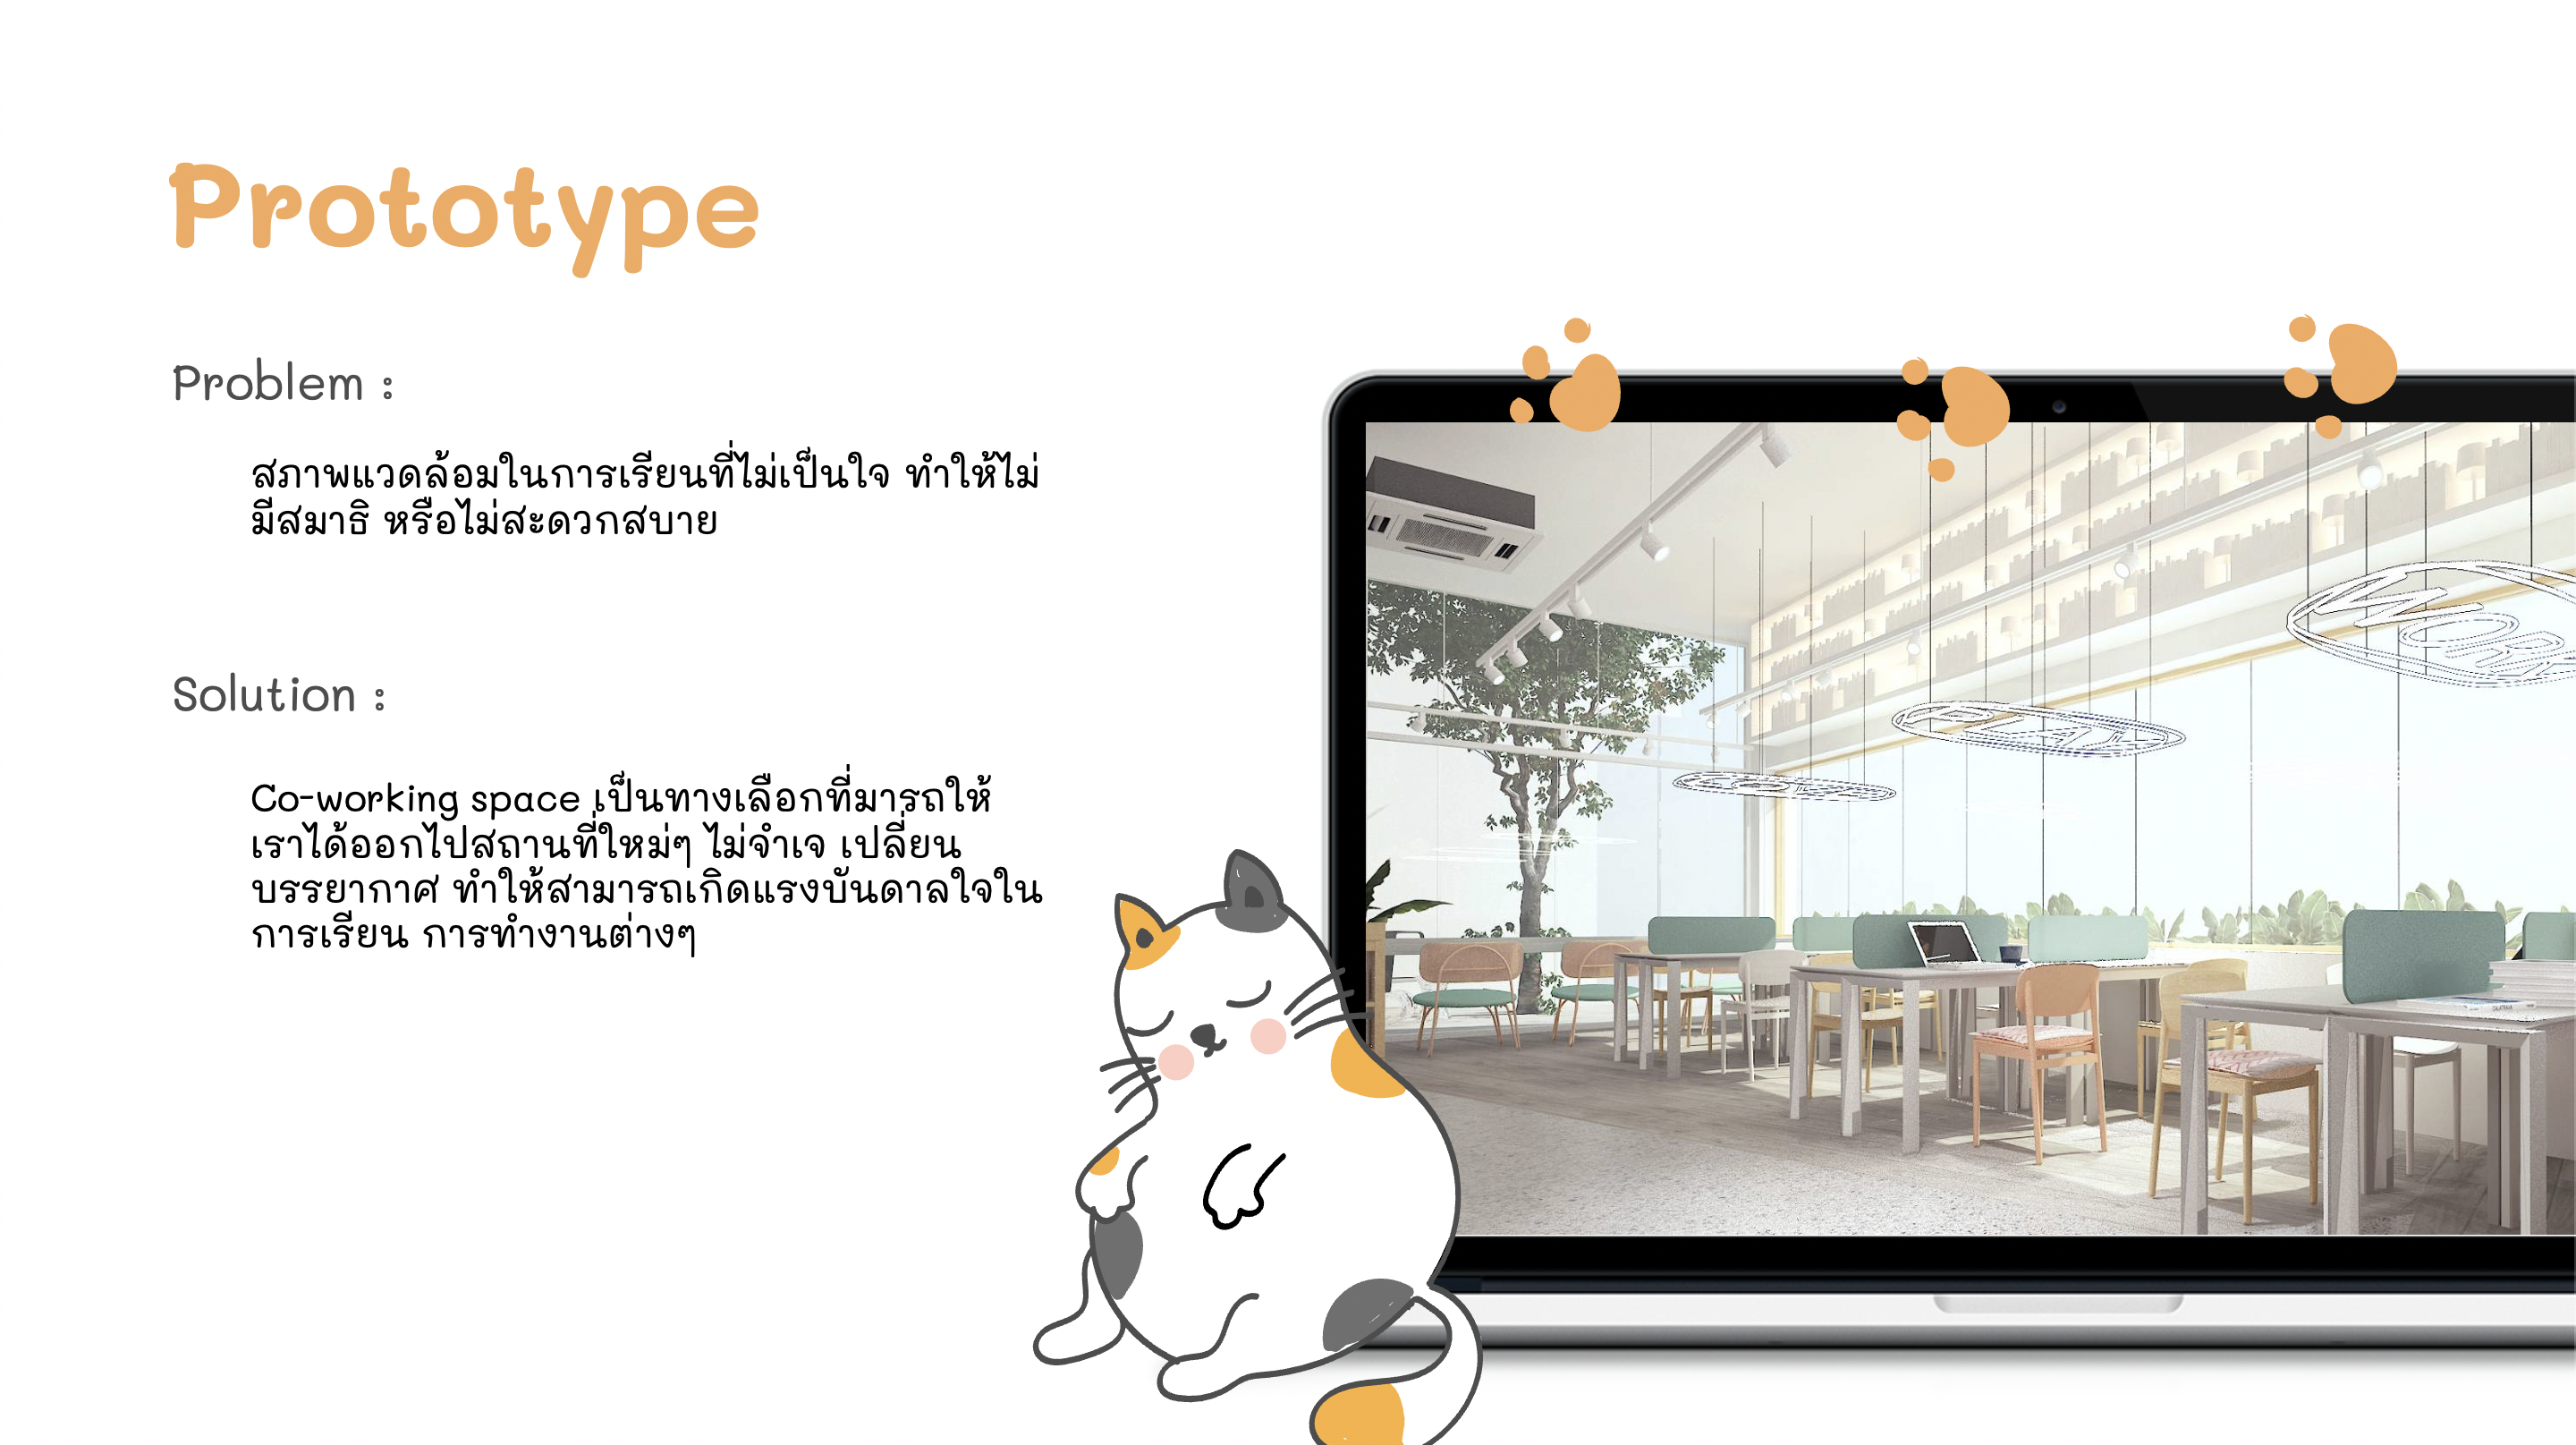 Prototype
Problem :
สภาพแวดล้อมในการเรียนที่ไม่เป็นใจ ทำให้ไม่
มีสมาธิ หรือไม่สะดวกสบาย
Solution :
Co-working space เป็นทางเลือกที่มารถให้
เราได้ออกไปสถานที่ใหม่ๆ ไม่จำเจ เปลี่ยน
บรรยากาศ ทำให้สามารถเกิดแรงบันดาลใจใน
การเรียน การทำงานต่างๆ
WORK
PLAY